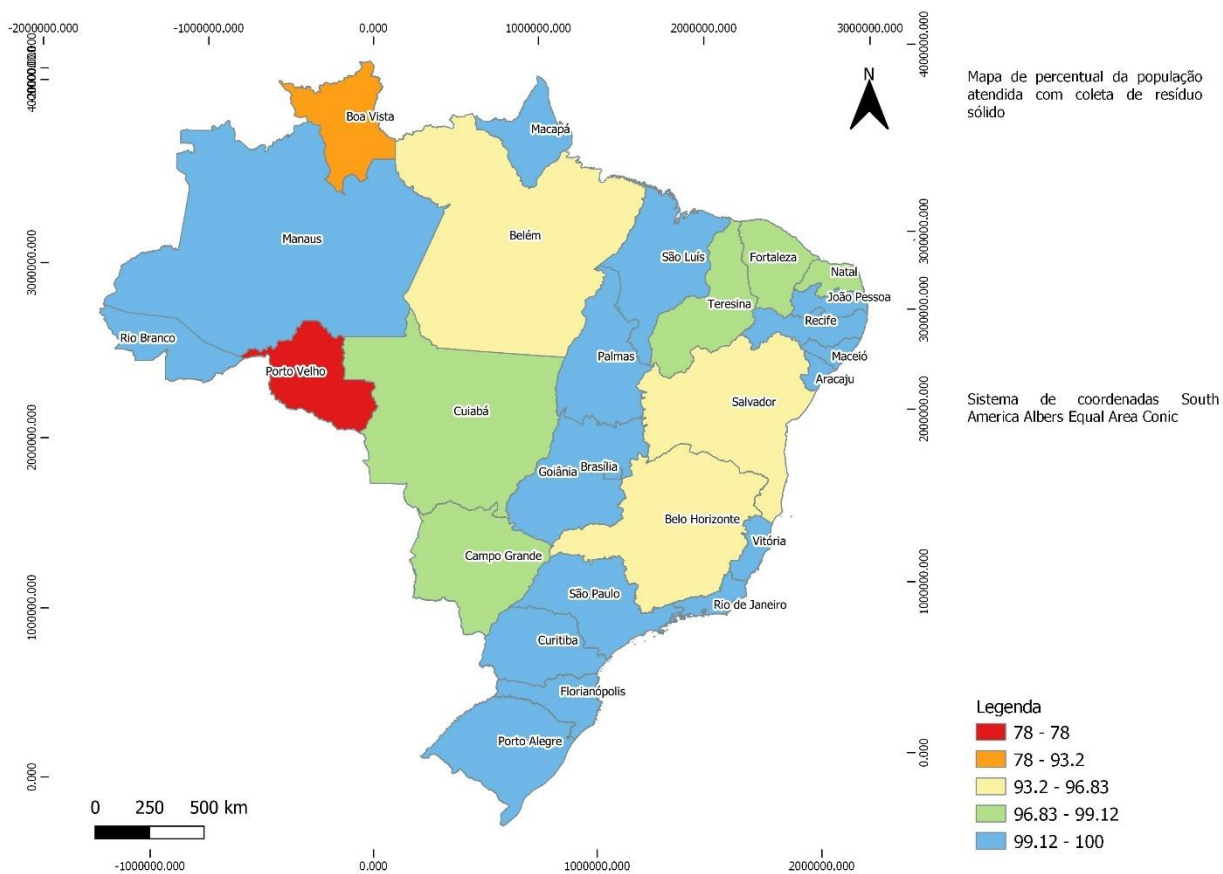 -2000000.000
-1000000.000
0.000
1000000.000
2000000.000
3000000.000
4000000.000
N
Mapa de percentual da população
atendida com coleta de resíduo
sólido
Boa Vista
Macapá
Manaus
Belém
São Luís
Fortaleza
Natal
Teresina
João Pessoa
Recife
Rio Branco
Porto Velho
Palmas
Maceió
Aracaju
Cuiabá
Salvador
Goiânia
Brasília
Belo Horizonte
Vitória
Campo Grande
São Paulo
Rio de Janeiro
Curitiba
Florianópolis
Porto Alegre
3000000.000
2000000.000
1000000.000
0.000
3000000.000
3000000.000
2000000.000
1000000.000
0.000
Sistema de coordenadas South
America Albers Equal Area Conic
Legenda
78 - 78
78 - 93.2
93.2 - 96.83
96.83 - 99.12
99.12 - 100
0 250 500 km
-1000000.000
0.000
1000000.000
2000000.000